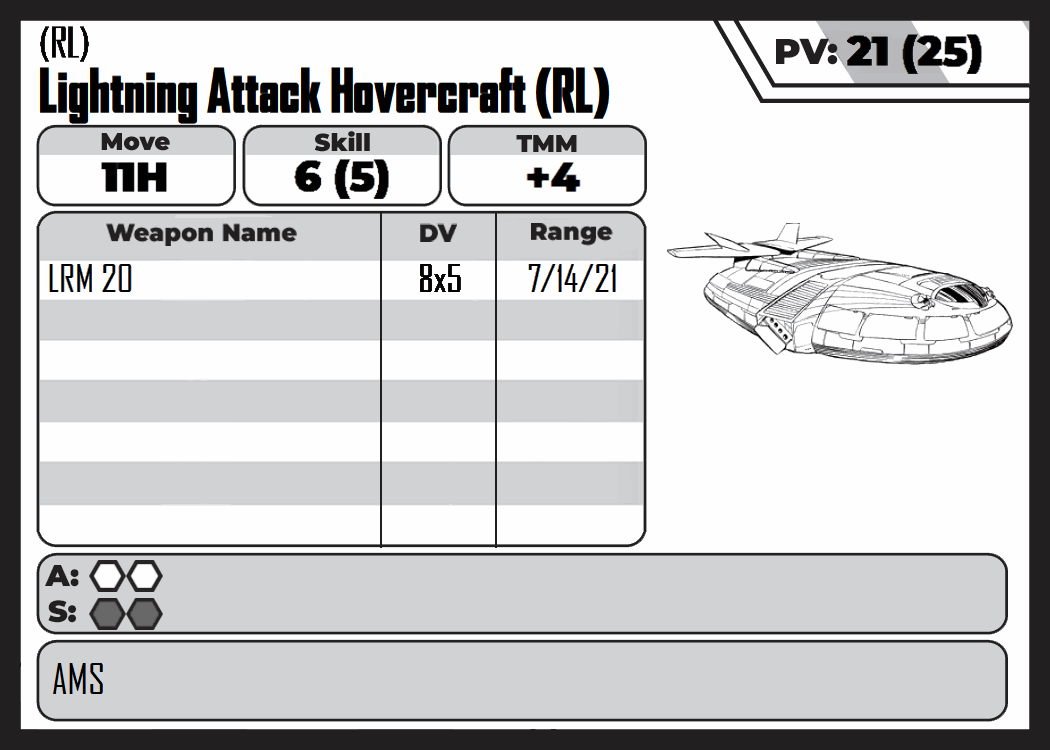 (RL)
PV: 21 (25)
Lightning Attack Hovercraft (RL)
Move Skill TMM
11H 6 (5) +4
Weapon Name DV Range
LRM 20 8x5 7/14/21
A:
S:
AMS